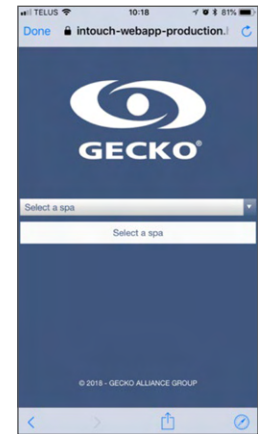 TELUS 10:18 81%
Done intouch-webapp-production.
GECKO®
Select a spa
Select a spa
© 2018 - GECKO ALLIANCE GROUP